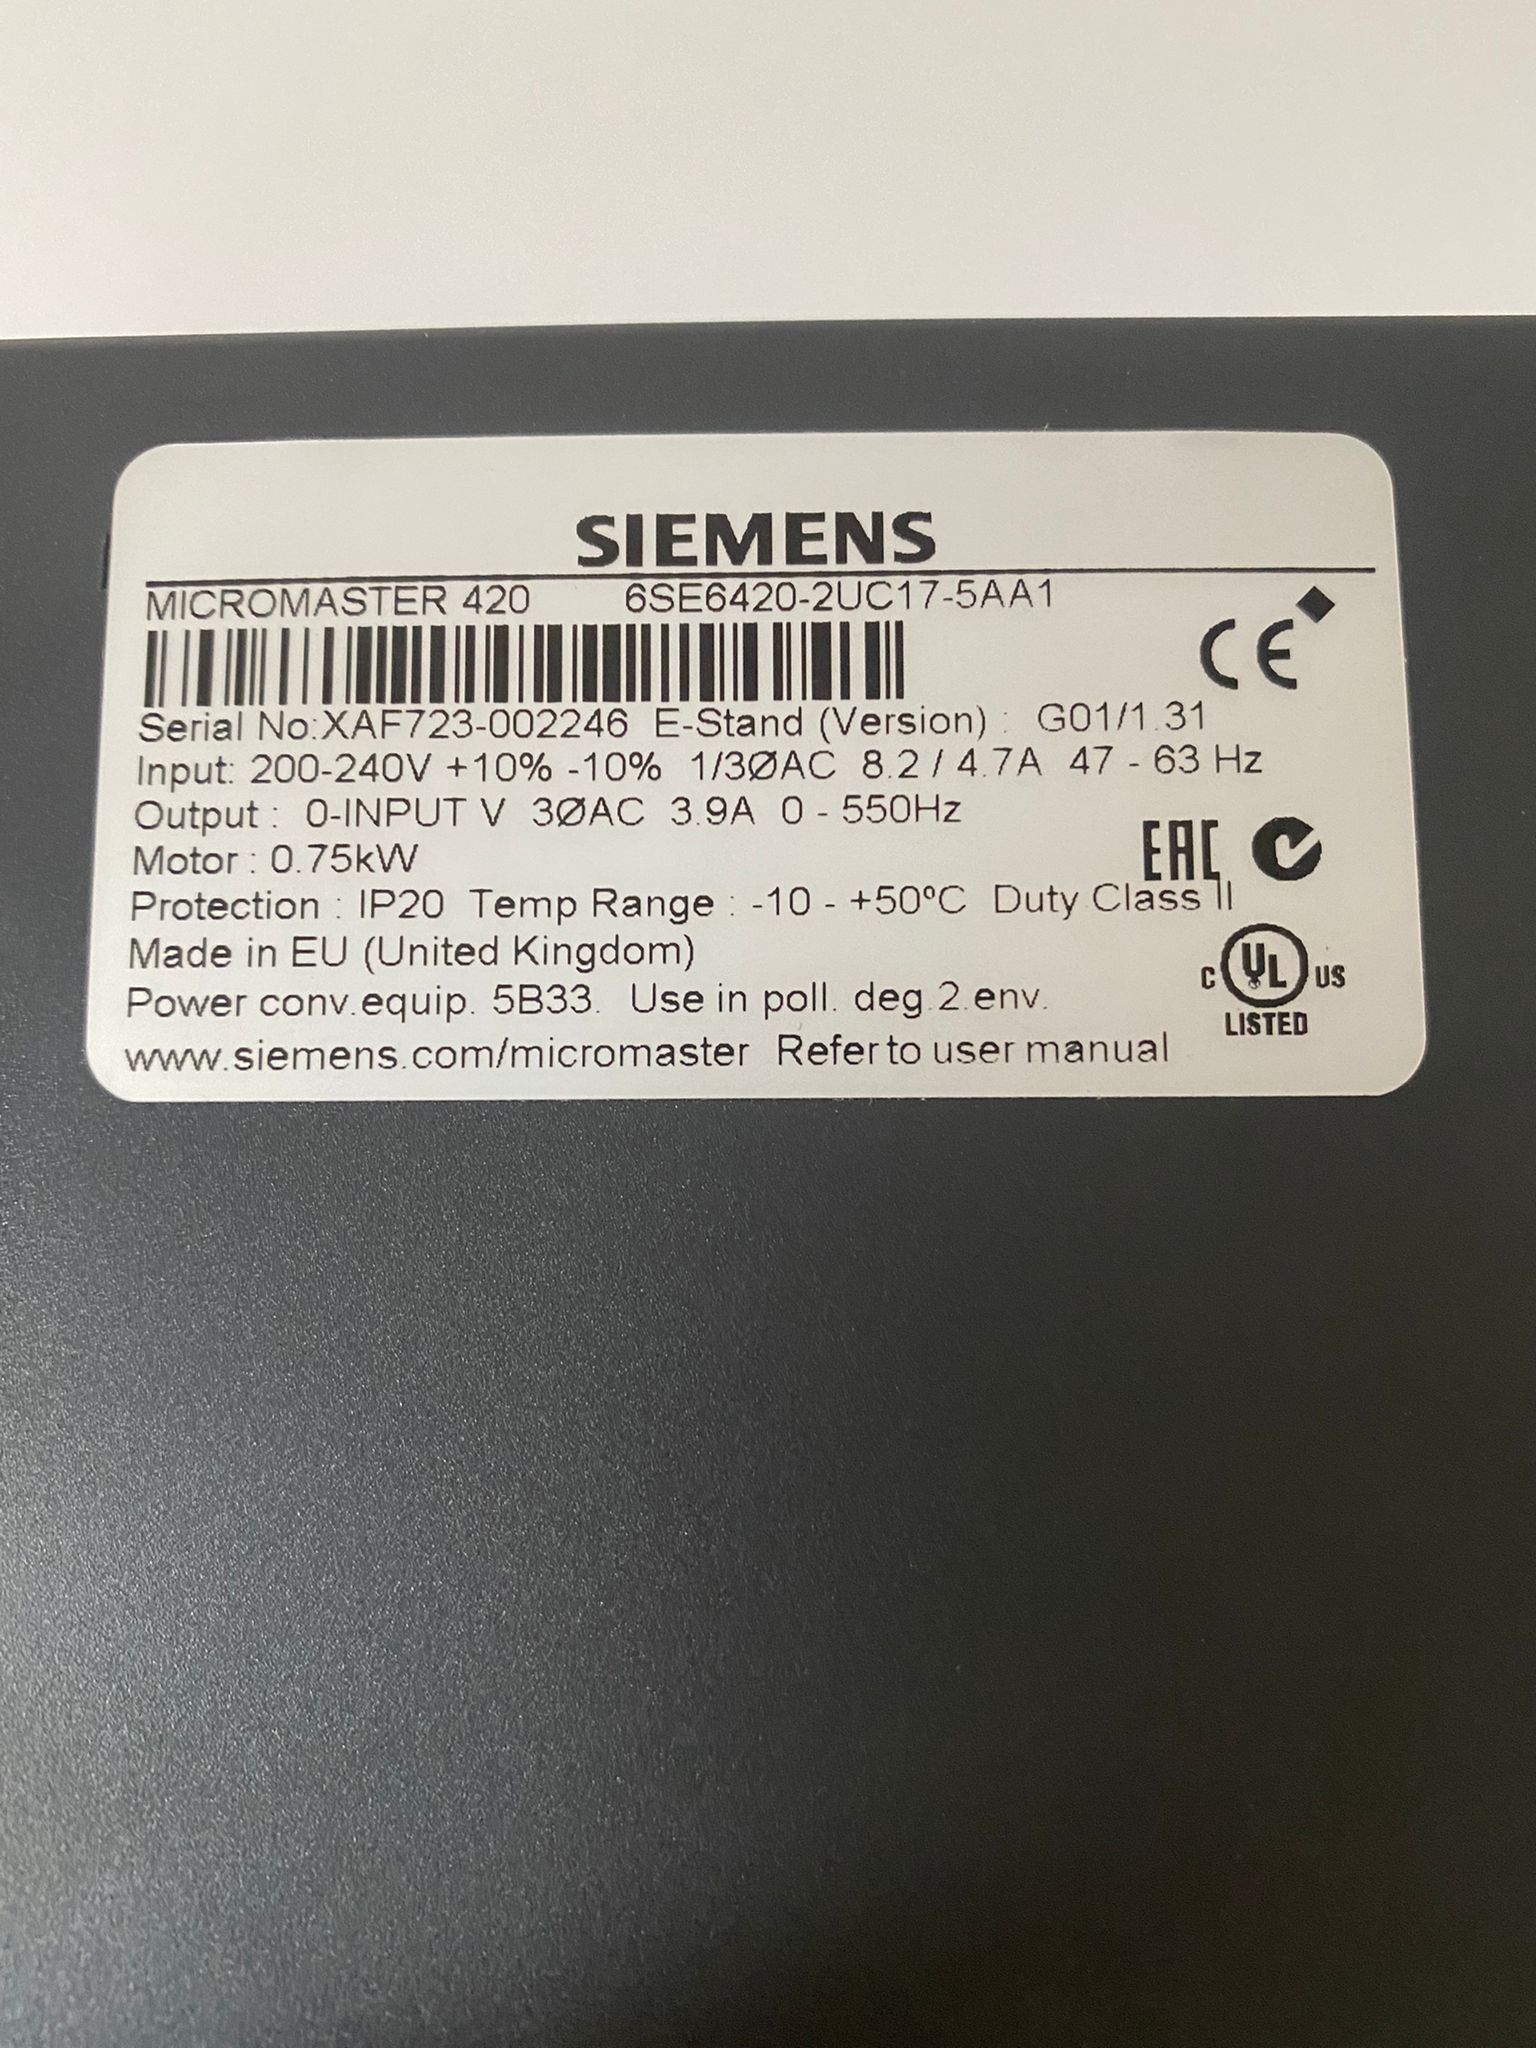 SIEMENS
MICROMASTER 420 6SE6420-2UC17-5AA1
CE
Serial No:XAF723-002246 E-Stand (Version) : G01/1.31
Input: 200-240V +10% -10% 1/3ØAC 8.2 / 4.7A 47 - 63 Hz
Output : 0-INPUT V 3ØAC 3.9A 0 - 550Hz
Motor : 0.75kW
EAC
Protection : IP20 Temp Range : -10 - +50ºC Duty Class II
Made in EU (United Kingdom)
C UL US
LISTED
Power conv.equip. 5B33. Use in poll. deg.2.env.
www.siemens.com/micromaster Refer to user manual